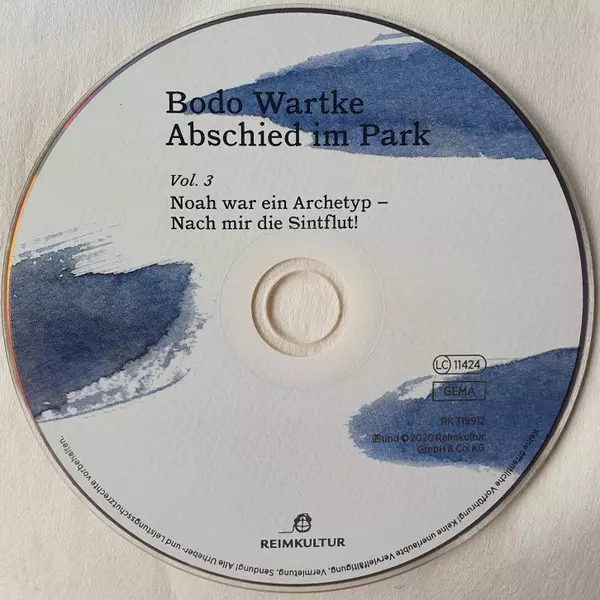 Bodo Wartke
Abschied im Park
Vol. 3
Noah war ein Archetyp –
Nach mir die Sintflut!
LC 11424
GEMA
RK 319912
℗ und © 2020 Reimkultur
GmbH & Co. KG
REIMKULTUR
Keine öffentliche Vorführung! Keine unerlaubte Vervielfältigung, Vermietung, Sendung! Alle Urheber- und Leistungsschutzrechte vorbehalten.